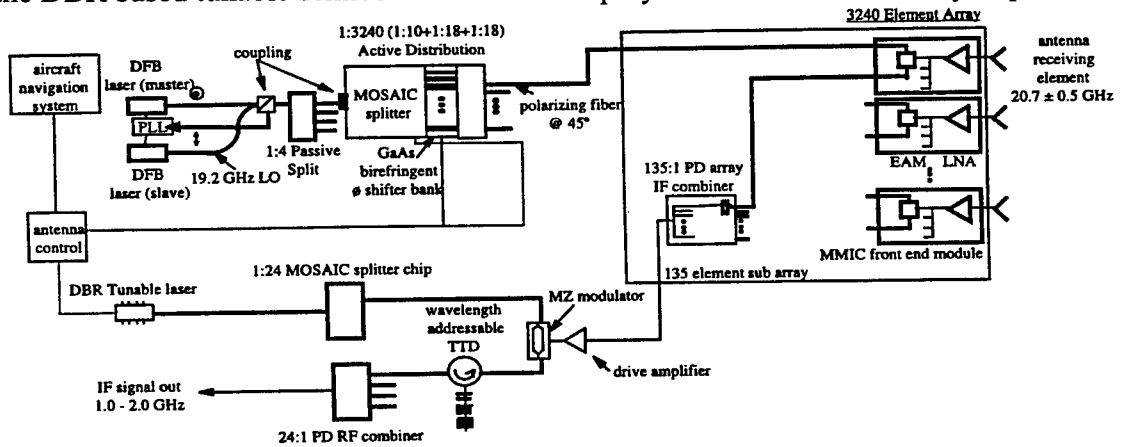 1:3240 (1:10+1:18+1:18)
Active Distribution
3240 Element Array
coupling
aircraft
navigation
system
DFB
laser (master)
MOSAIC
splitter
antenna
receiving
element
20.7 ± 0.5 GHz
polarizing fiber
@ 45°
PLL
1:4 Passive
Split
GaAs
birefringent
ø shifter bank
DFB
laser (slave)
19.2 GHz LO
135:1 PD array
IF combiner
EAM LNA
antenna
control
MMIC front end module
135 element sub array
1:24 MOSAIC splitter chip
DBR Tunable laser
MZ modulator
wavelength
addressable
TTD
drive amplifier
IF signal out
1.0 - 2.0 GHz
24:1 PD RF combiner